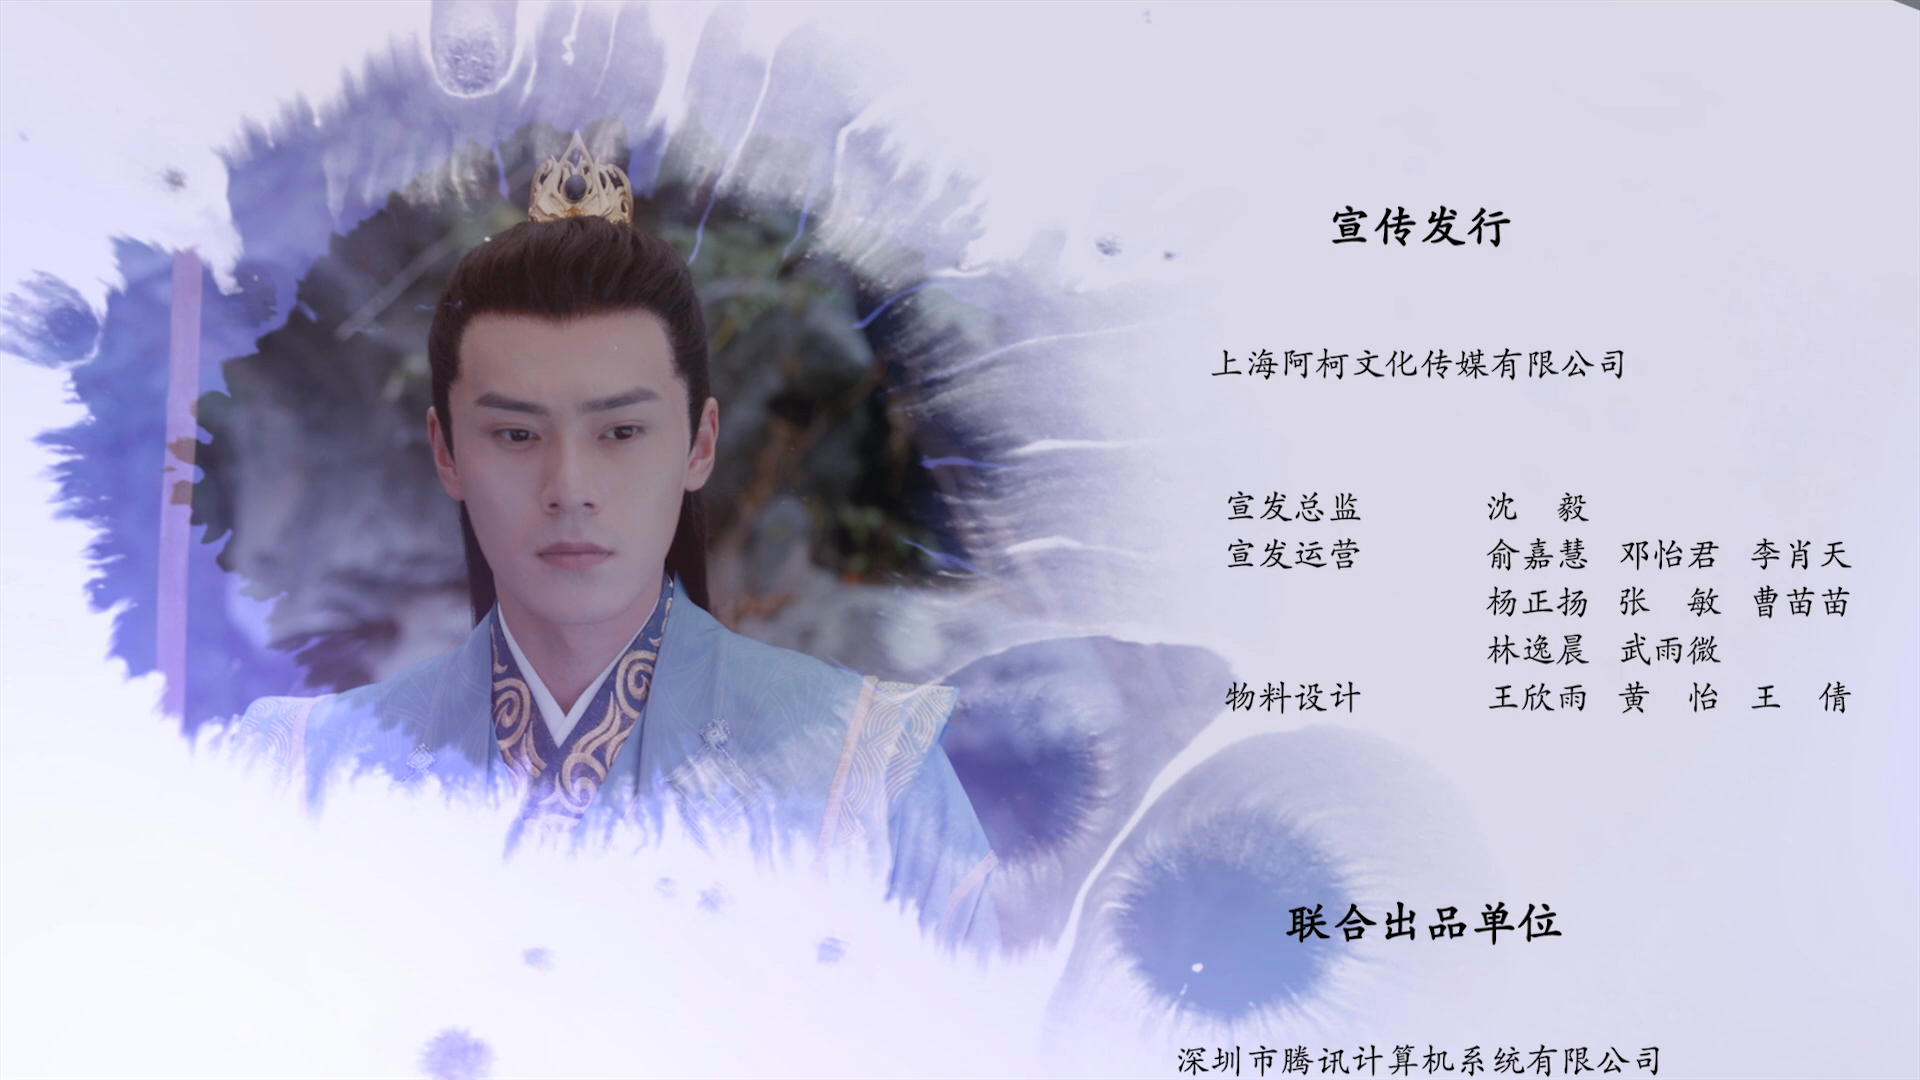 宣传发行
上海阿柯文化传媒有限公司
宣发总监 沈 毅
宣发运营 俞嘉慧 邓怡君 李肖天
杨正扬 张 敏 曹苗苗
林逸晨 武雨微
物料设计 王欣雨 黄 怡 王 倩
联合出品单位
深圳市腾讯计算机系统有限公司